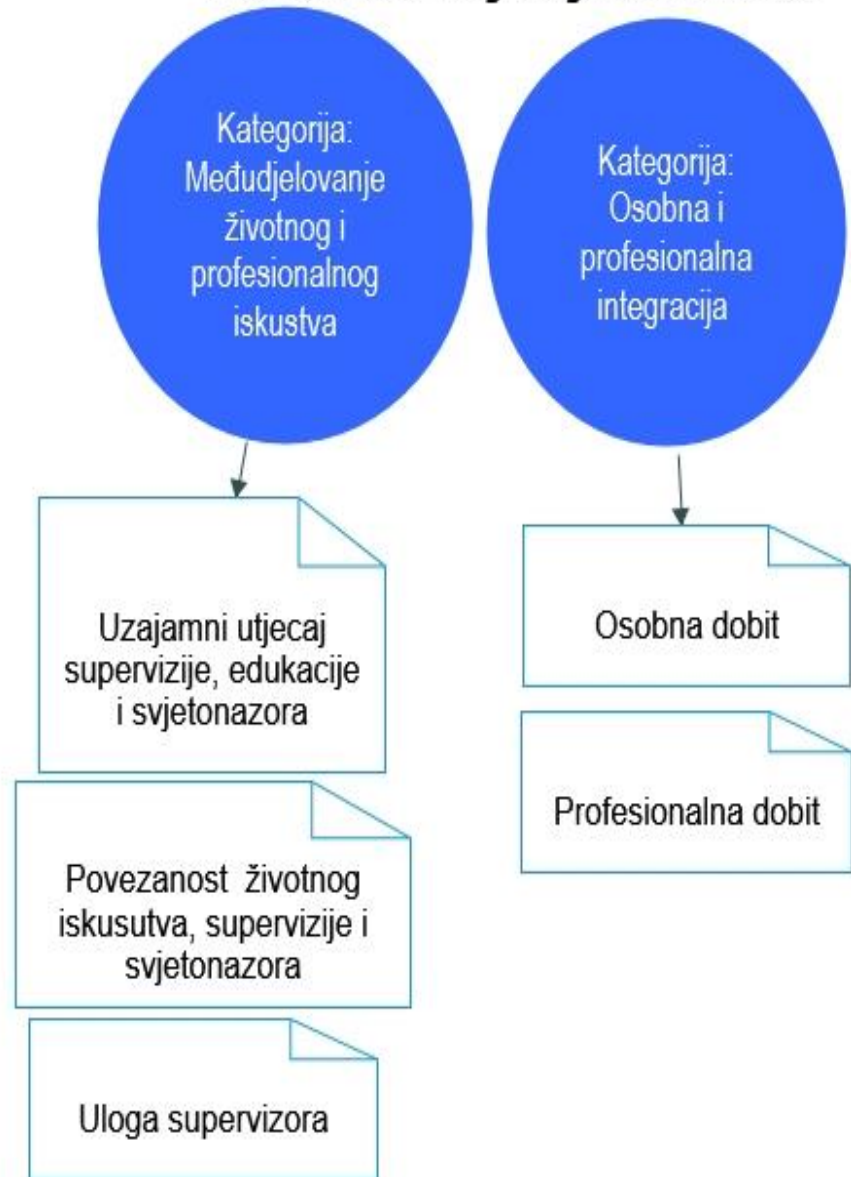 Kategorija:
Međudjelovanje
životnog i
profesionalnog
iskustva
Kategorija:
Osobna i
profesionalna
integracija
Uzajamni utjecaj
supervizije, edukacije
i svjetonazora
Povezanost životnog
iskusutva, supervizije i
svjetonazora
Uloga supervizora
Osobna dobit
Profesionalna dobit